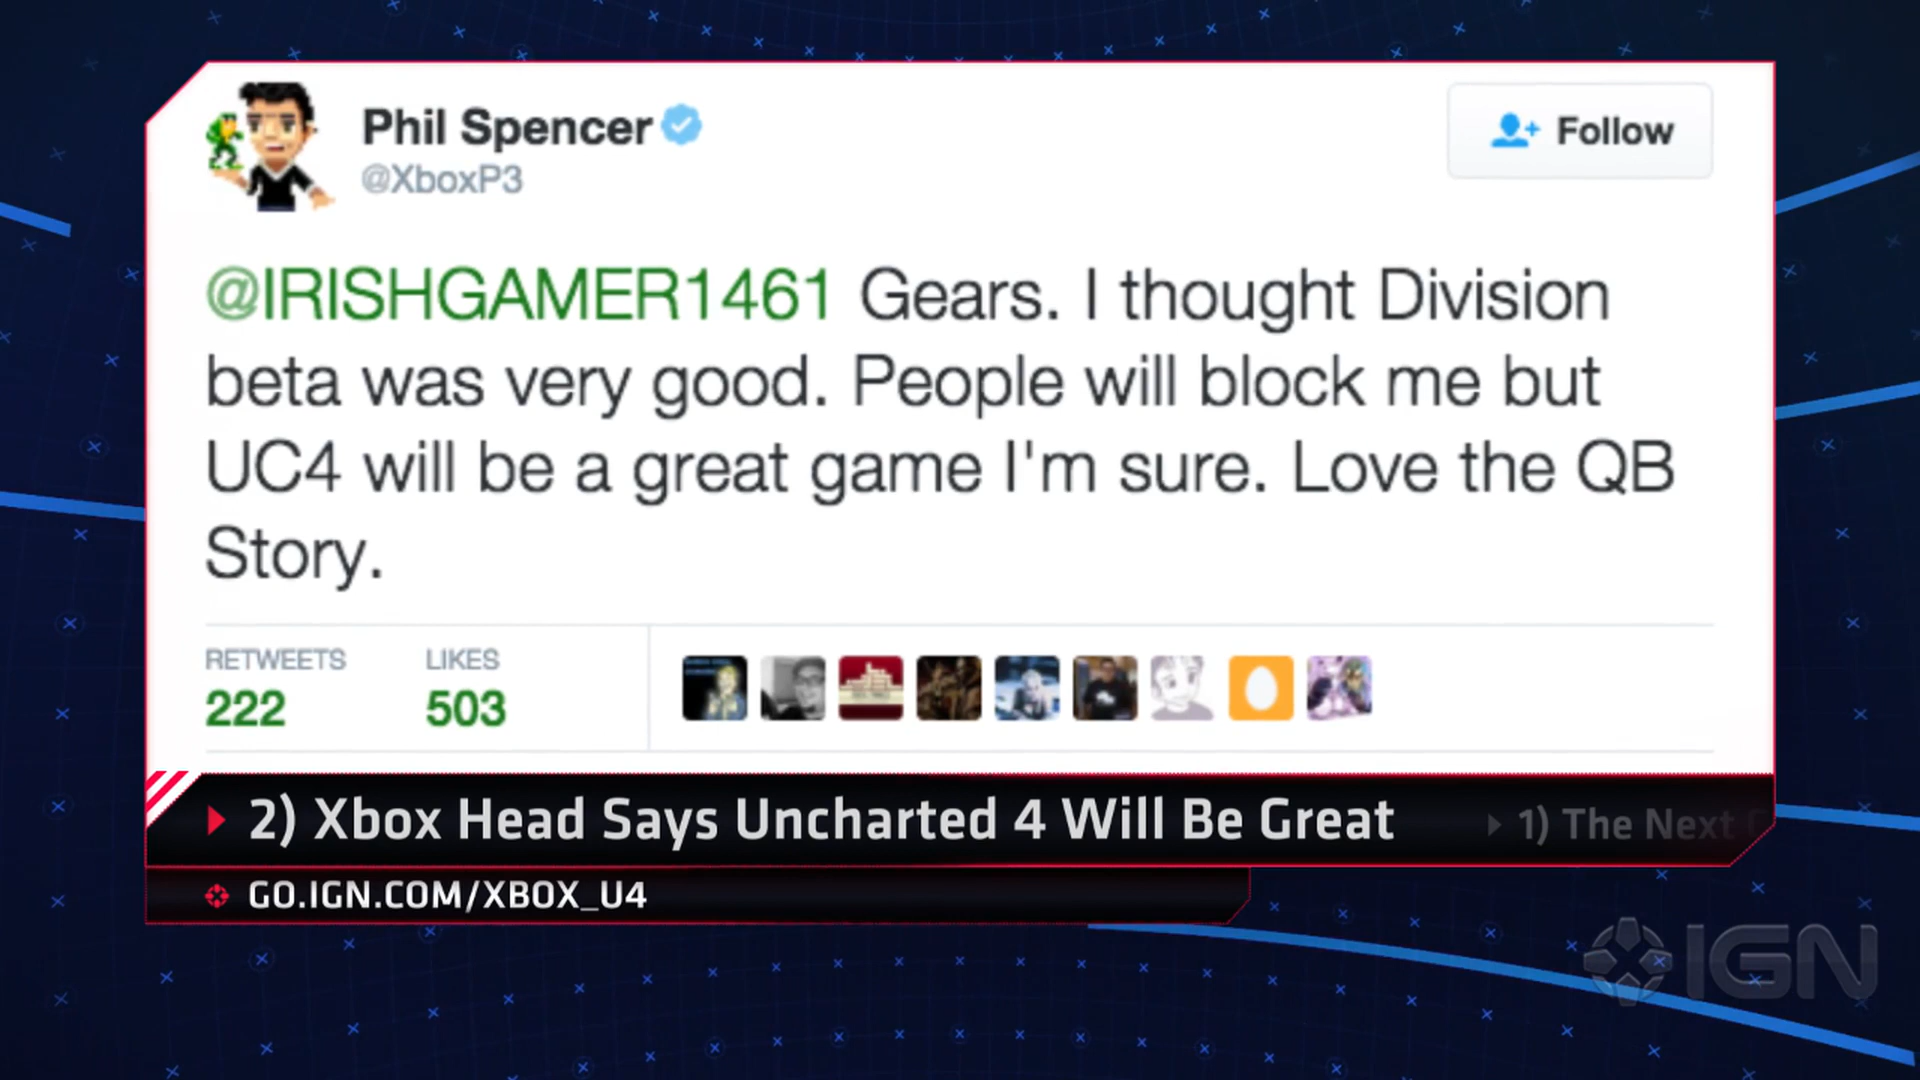 Phil Spencer
@XboxP3
Follow
@IRISHGAMER1461 Gears. I thought Division
beta was very good. People will block me but
UC4 will be a great game I'm sure. Love the QB
Story.
RETWEETS LIKES
222 503
2) Xbox Head Says Uncharted 4 Will Be Great
1) The Next
GO.IGN.COM/XBOX_U4
IGN